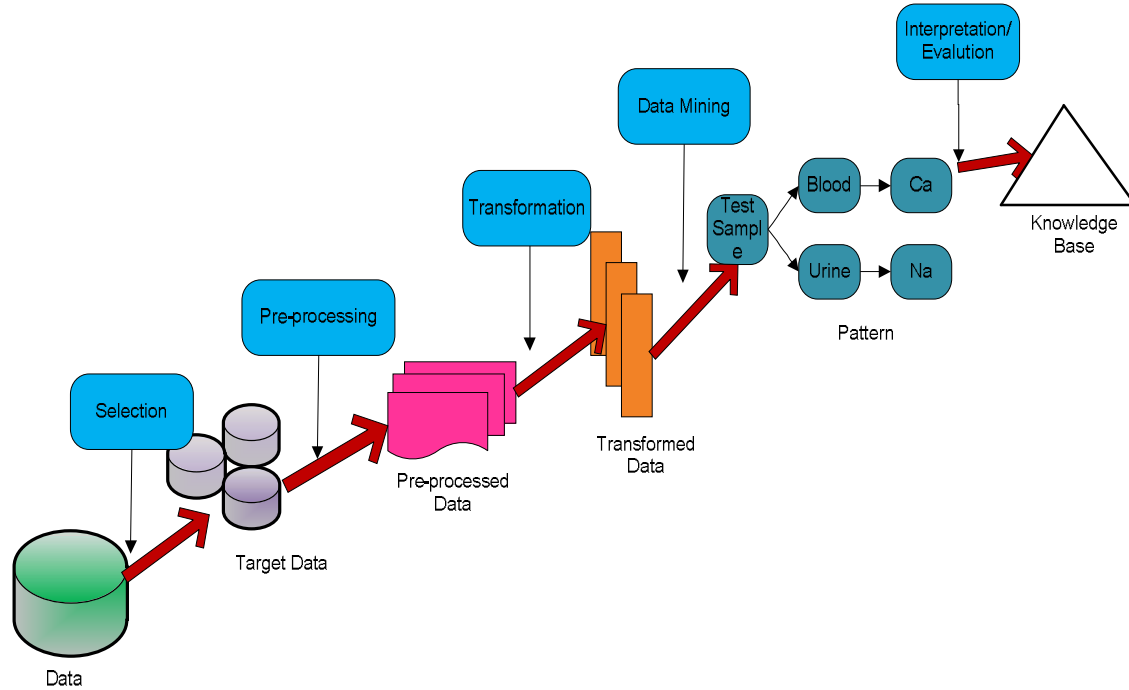 Interpretation/
Evalution
Data Mining
Transformation
Pre-processing
Selection
Data
Target Data
Pre-processed
Data
Transformed
Data
Test
Sampl
e
Blood
Ca
Urine
Na
Pattern
Knowledge
Base